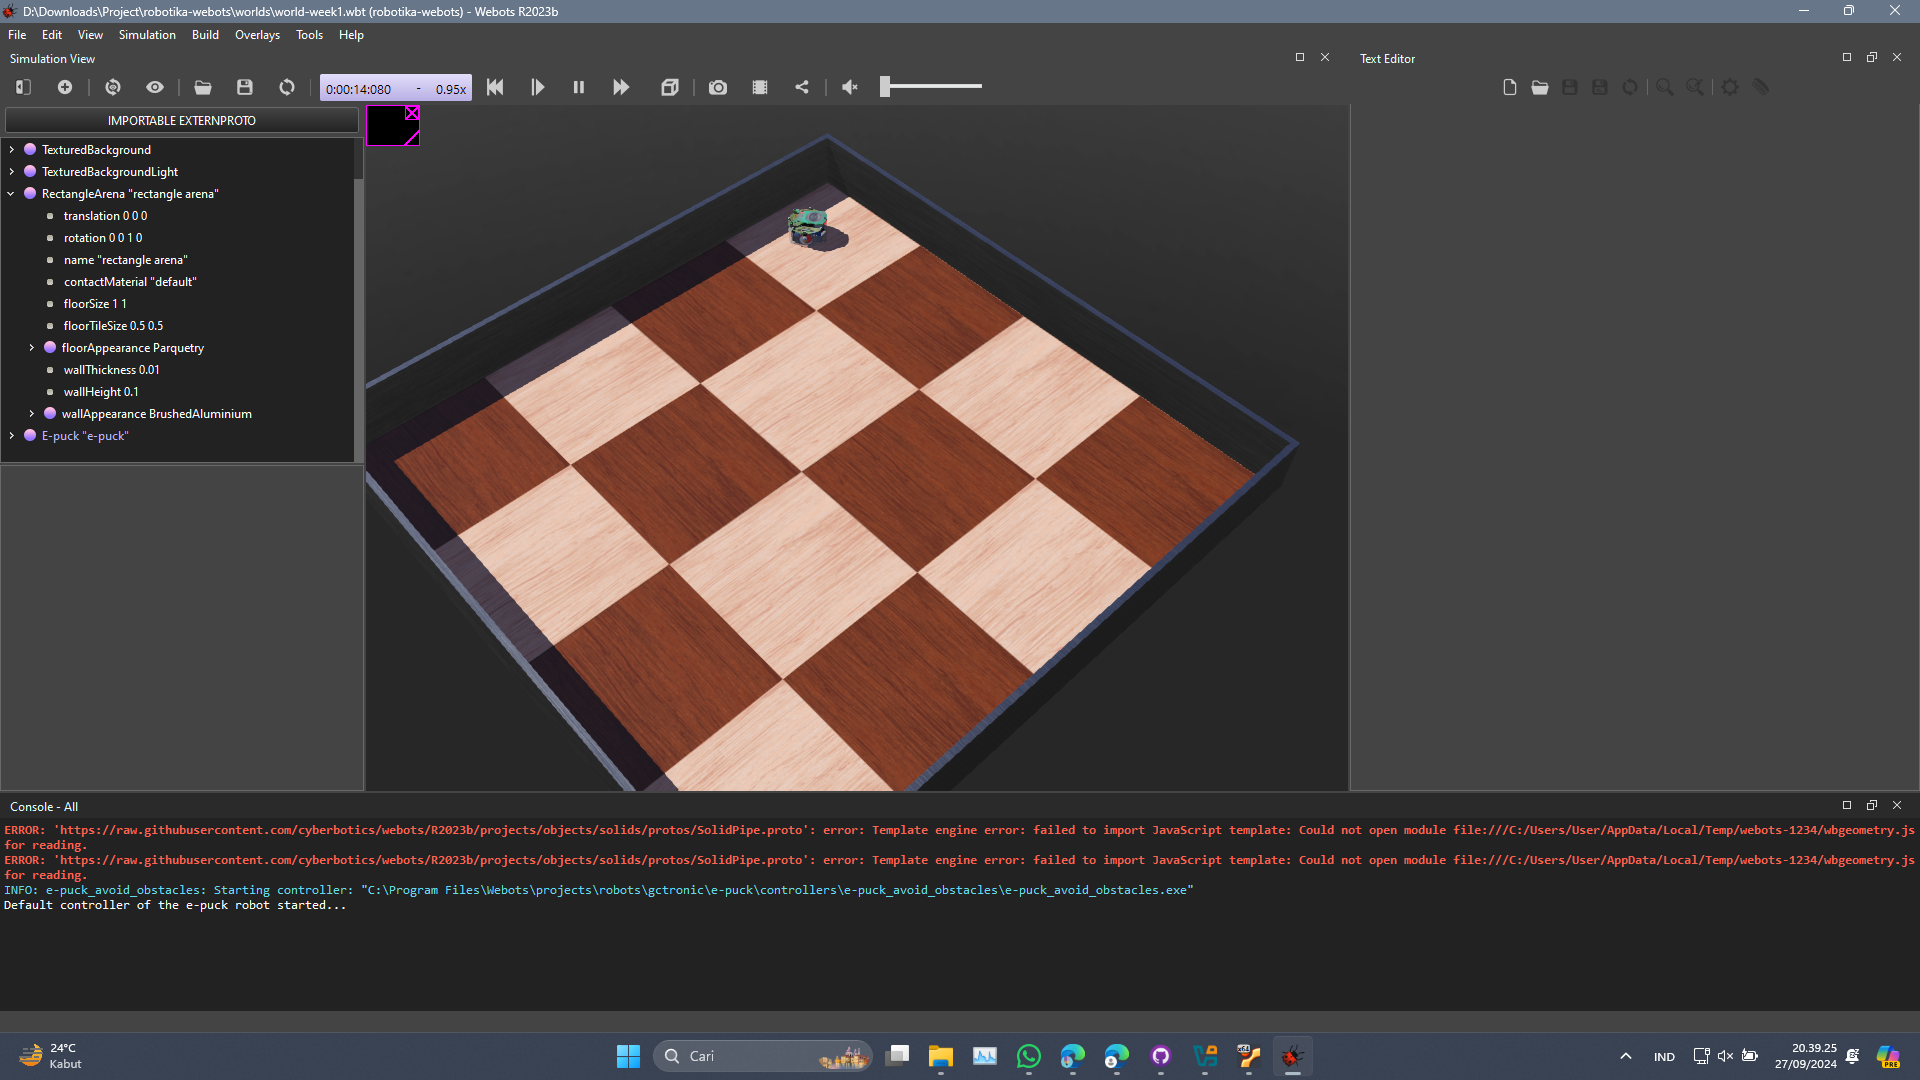 D:\Downloads\Project\robotika-webots\worlds\world-week1.wbt (robotika-webots) - Webots R2023b
File Edit View Simulation Build Overlays Tools Help
Simulation View
Text Editor
0:00:14:080 - 0.95x
IMPORTABLE EXTERNPROTO
TexturedBackground
TexturedBackgroundLight
RectangleArena "rectangle arena"
translation 0 0 0
rotation 0 0 1 0
name "rectangle arena"
contactMaterial "default"
floorSize 1 1
floorTileSize 0.5 0.5
floorAppearance Parquetry
wallThickness 0.01
wallHeight 0.1
wallAppearance BrushedAluminium
E-puck "e-puck"
Console - All
ERROR: 'https://raw.githubusercontent.com/cyberbotics/webots/R2023b/projects/objects/solids/protos/SolidPipe.proto': error: Template engine error: failed to import JavaScript template: Could not open module file:///C:/Users/User/AppData/Local/Temp/webots-1234/wbgeometry.js
for reading.
ERROR: 'https://raw.githubusercontent.com/cyberbotics/webots/R2023b/projects/objects/solids/protos/SolidPipe.proto': error: Template engine error: failed to import JavaScript template: Could not open module file:///C:/Users/User/AppData/Local/Temp/webots-1234/wbgeometry.js
for reading.
INFO: e-puck_avoid_obstacles: Starting controller: "C:\Program Files\Webots\projects\robots\gctronic\e-puck\controllers\e-puck_avoid_obstacles\e-puck_avoid_obstacles.exe"
Default controller of the e-puck robot started...
24°C
Kabut
Cari
IND
20.39.25
27/09/2024
PRE